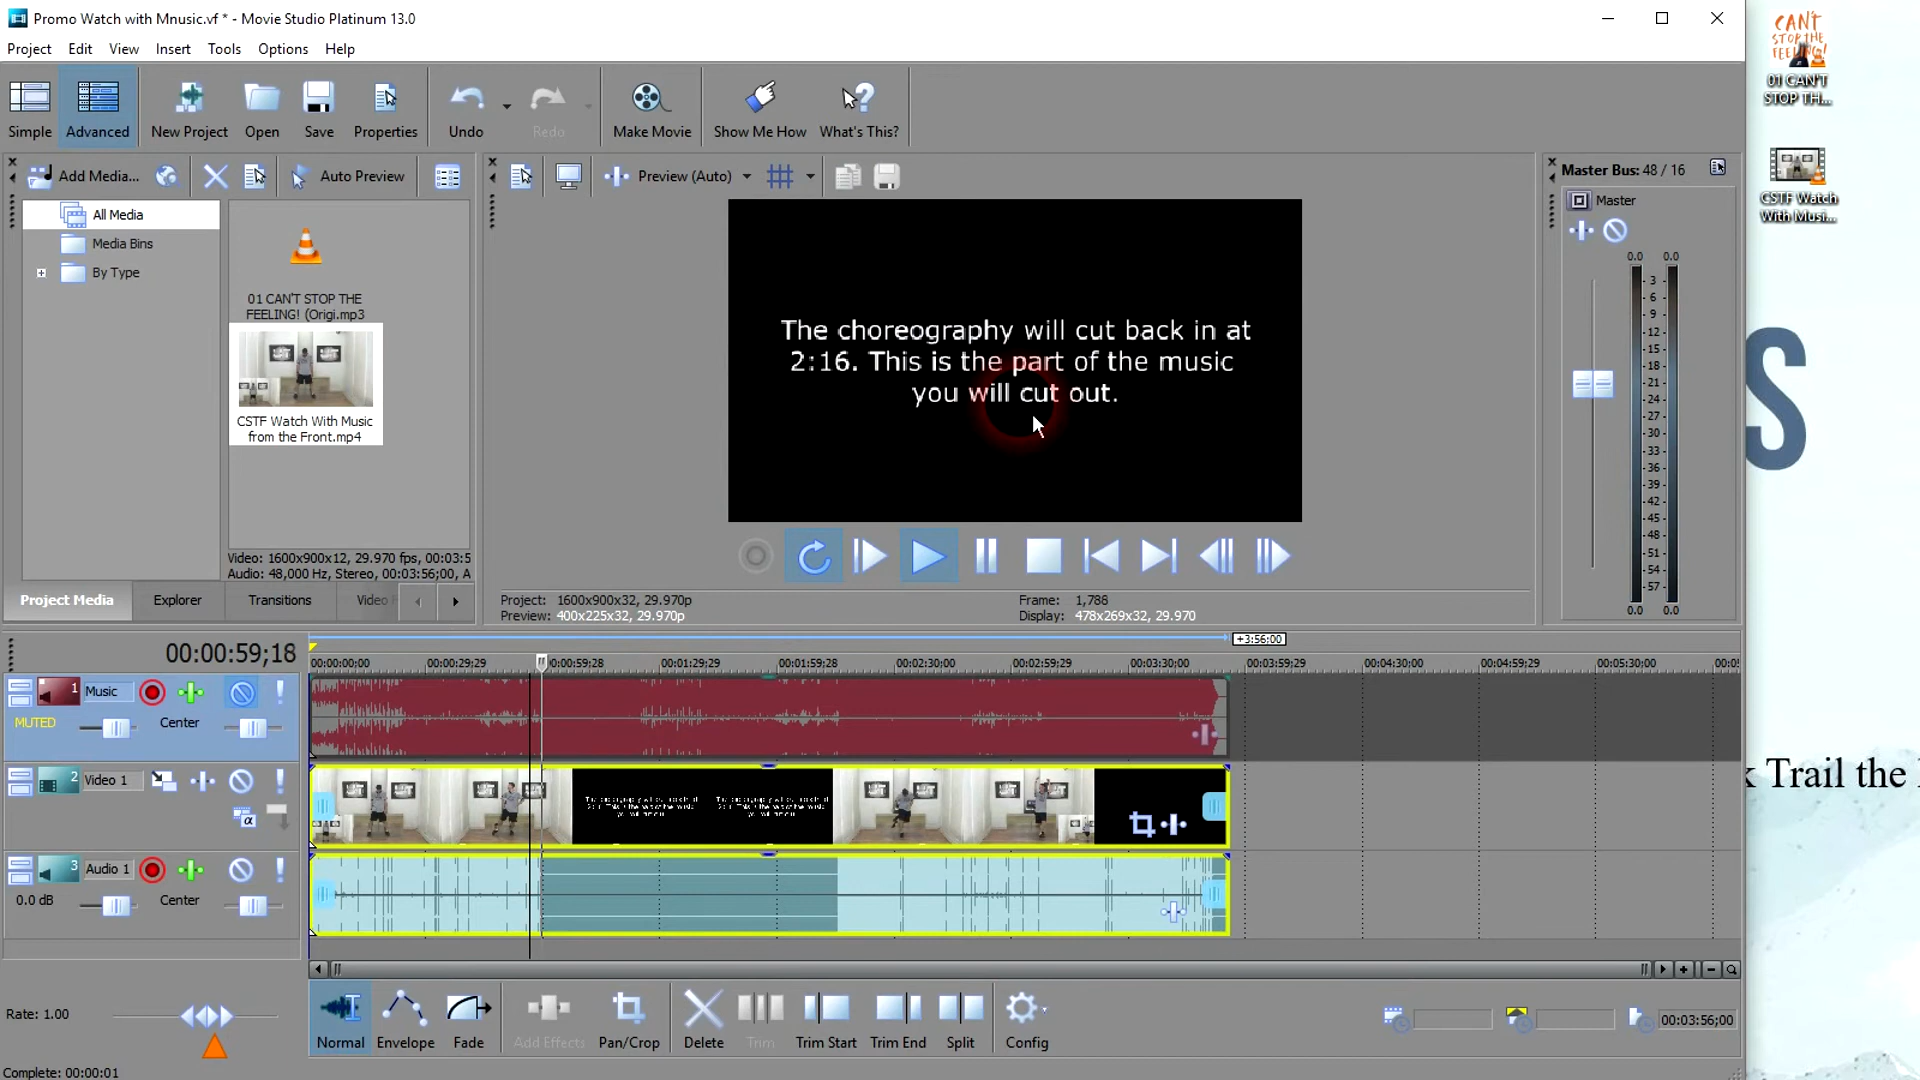 Promo Watch with Mnusic.vf * - Movie Studio Platinum 13.0
Project Edit View Insert Tools Options Help
Simple Advanced New Project Open Save Properties Undo Redo Make Movie Show Me How What's This?
Add Media... Auto Preview Preview (Auto) Master Bus: 48 / 16
All Media
Media Bins
By Type
01 CAN'T STOP THE
FEELING! (Origi.mp3
CSTF Watch With Music
from the Front.mp4
Video: 1600x900x12, 29.970 fps, 00:03:5
Audio: 48,000 Hz, Stereo, 00:03:56;00, A
Project Media Explorer Transitions Video
The choreography will cut back in at
2:16. This is the part of the music
you will cut out.
Project: 1600x900x32, 29.970p Frame: 1,786
Preview: 400x225x32, 29.970p Display: 478x269x32, 29.970
Master
0.0 0.0
- 3 -
- 6 -
- 9 -
-12-
-15-
-18-
-21-
-24-
-27-
-30-
-33-
-36-
-39-
-42-
-45-
-48-
-51-
-54-
-57-
0.0 0.0
CAN'T
STOP THE
FEELING!
01 CAN'T
STOP TH...
CSTF Watch
With Musi...
S
k Trail the
00:00:59;18
+3:56;00
00:00:00;00 00:00:29;29 00:00:59;28 00:01:29;29 00:01:59;28 00:02:30;00 00:02:59;29 00:03:30;00 00:03:59;29 00:04:30;00 00:04:59;29 00:05:30;00 00:0
1 Music
MUTED Center
2 Video 1
3 Audio 1
0.0 dB Center
Rate: 1.00
Normal Envelope Fade Add Effects Pan/Crop Delete Trim Trim Start Trim End Split Config
00:03:56;00
Complete: 00:00:01